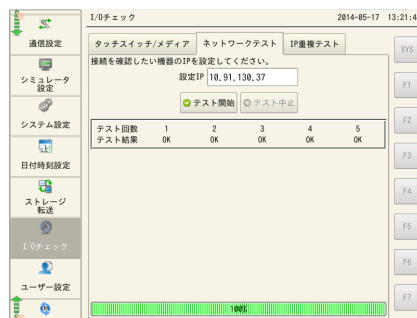 I/Oチェック
2014-05-17 13:21:4
通信設定
シミュレータ
設定
システム設定
日付時刻設定
ストレージ
転送
I/Oチェック
ユーザー設定
タッチスイッチ/メディア
ネットワークテスト
IP重複テスト
接続を確認したい機器のIPを設定してください。
設定IP 10.91.130.37
テスト開始
テスト中止
テスト回数 1 2 3 4 5
テスト結果 OK OK OK OK OK
100%
SYS
F1
F2
F3
F4
F5
F6
F7